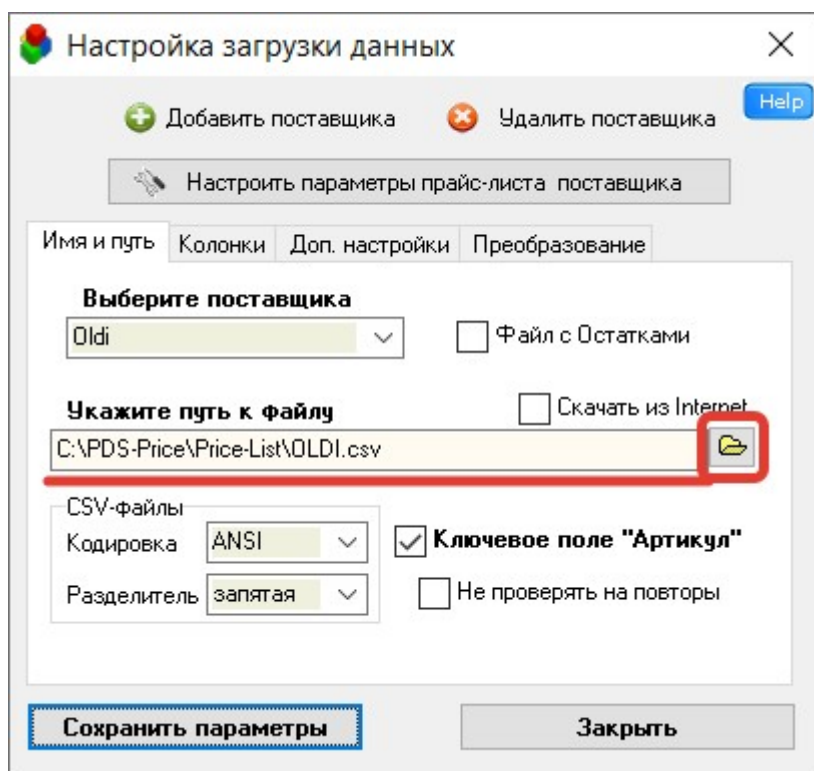 Настройка загрузки данных
Добавить поставщика Удалить поставщика Help
Настроить параметры прайс-листа поставщика
Имя и путь Колонки Доп. настройки Преобразование
Выберите поставщика
Oldi Файл с Остатками
Укажите путь к файлу Скачать из Internet
C:\PDS-Price\Price-List\OLDI.csv
CSV-файлы
Кодировка ANSI Ключевое поле "Артикул"
Разделитель запятая Не проверять на повторы
Сохранить параметры Закрыть